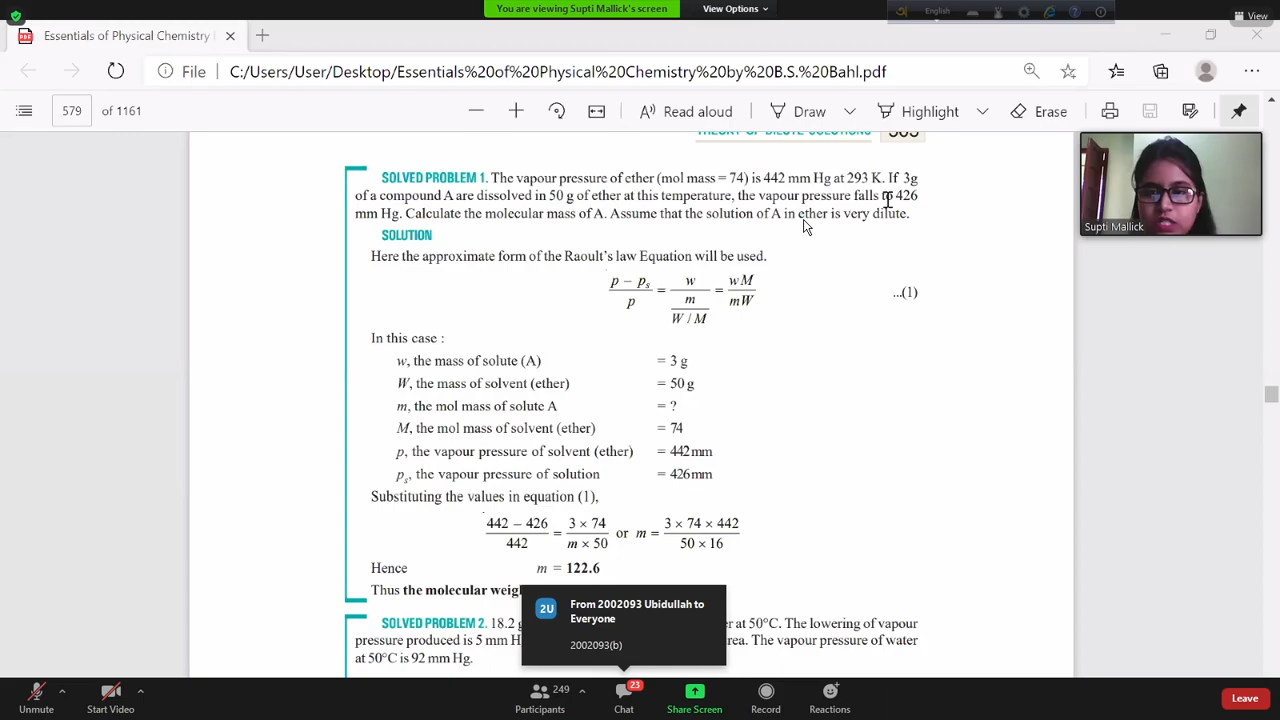 You are viewing Supti Mallick's screen
View Options
English
View
Essentials of Physical Chemistry
File
C:/Users/User/Desktop/Essentials%20of%20Physical%20Chemistry%20by%20B.S.%20Bahl.pdf
579 of 1161
Read aloud
Draw
Highlight
Erase
THEORY OF DILUTE SOLUTIONS
SOLVED PROBLEM 1. The vapour pressure of ether (mol mass = 74) is 442 mm Hg at 293 K. If 3g
of a compound A are dissolved in 50 g of ether at this temperature, the vapour pressure falls to 426
mm Hg. Calculate the molecular mass of A. Assume that the solution of A in ether is very dilute.
SOLUTION
Here the approximate form of the Raoult's law Equation will be used.
p – ps / p = w / (m / W / M) = wM / mW ...(1)
In this case :
w, the mass of solute (A) = 3 g
W, the mass of solvent (ether) = 50 g
m, the mol mass of solute A = ?
M, the mol mass of solvent (ether) = 74
p, the vapour pressure of solvent (ether) = 442 mm
ps, the vapour pressure of solution = 426 mm
Substituting the values in equation (1),
442 – 426 / 442 = 3 × 74 / m × 50 or m = 3 × 74 × 442 / 50 × 16
Hence m = 122.6
Thus the molecular
SOLVED PROBLEM 2. 18.2 g
er at 50°C. The lowering of vapour
pressure produced is 5 mm H
rea. The vapour pressure of water
at 50°C is 92 mm Hg.
2U
From 2002093 Ubidullah to
Everyone
2002093(b)
Supti Mallick
Unmute
Start Video
249
Participants
23
Chat
Share Screen
Record
Reactions
Leave